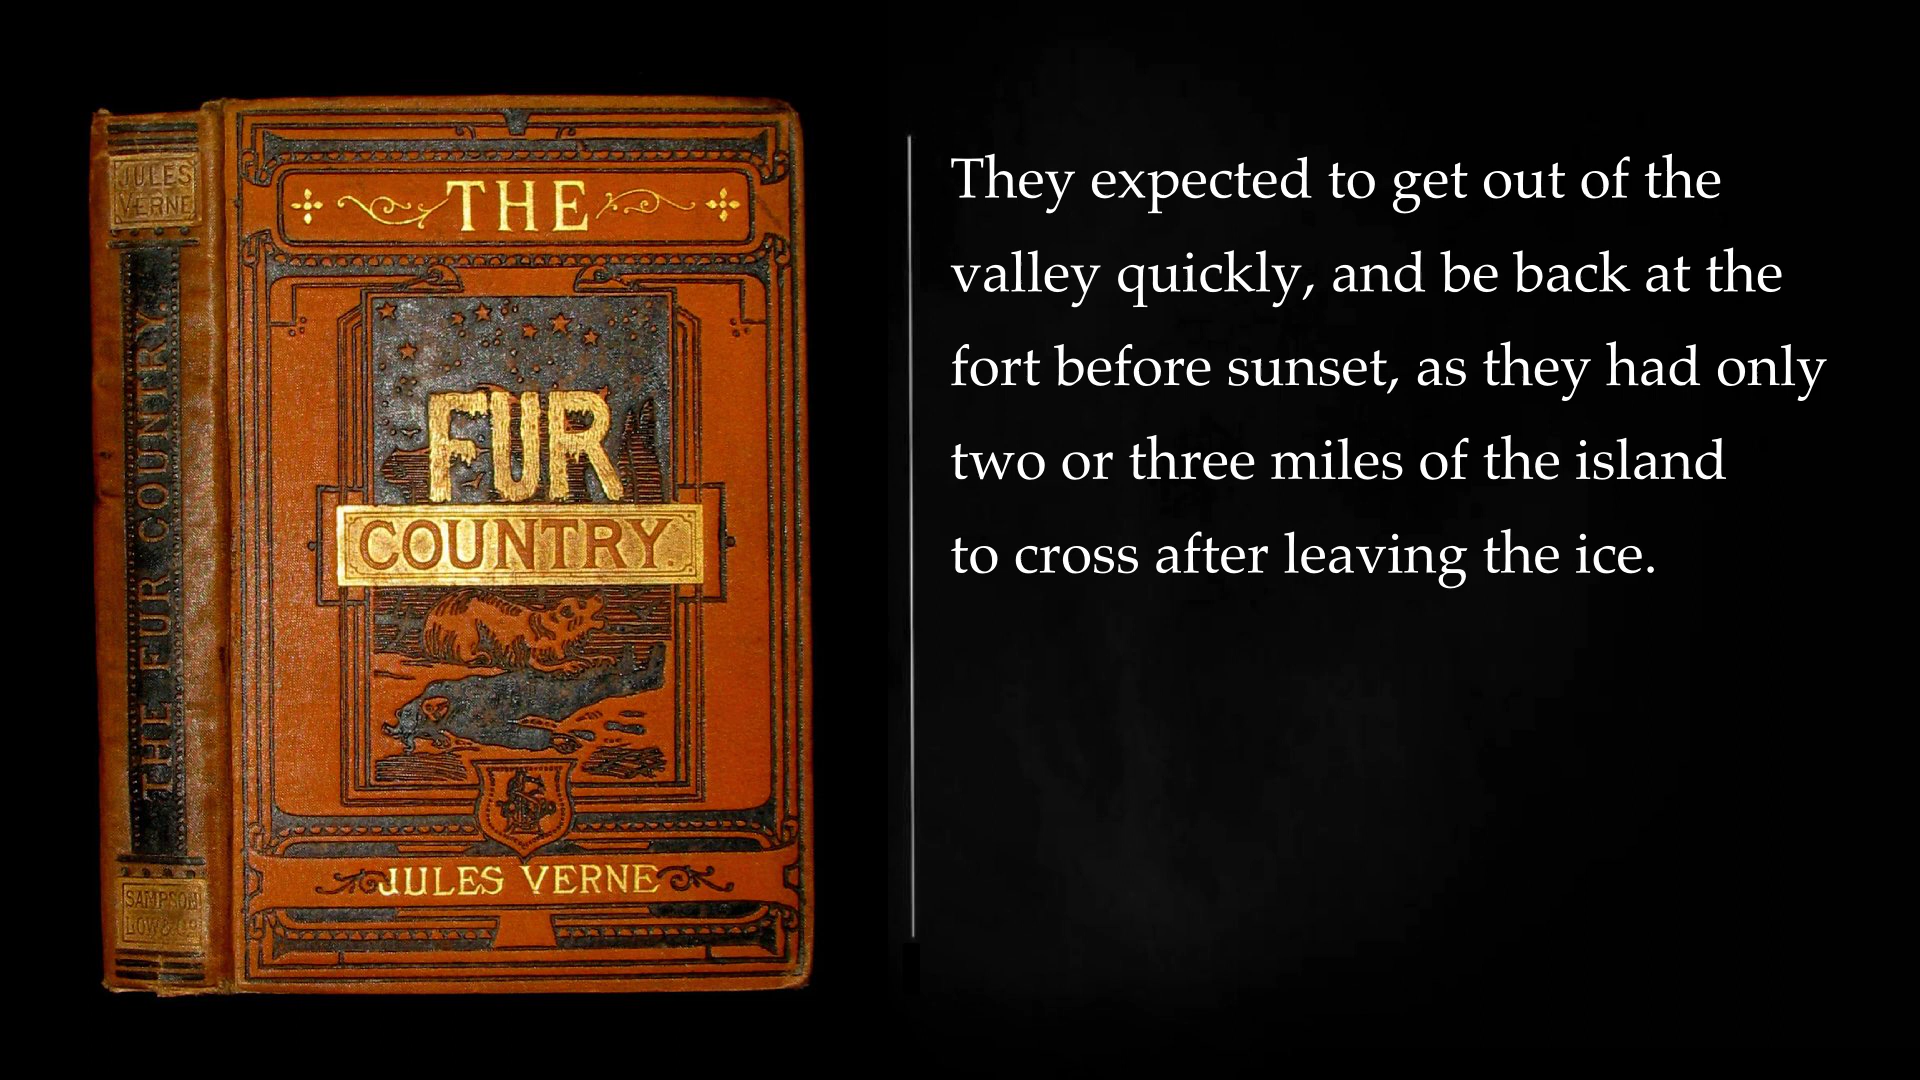 JULES
VERNE
THE FUR COUNTRY.
SAMPSON
LOW & Co
THE
FUR
COUNTRY.
JULES VERNE
They expected to get out of the
valley quickly, and be back at the
fort before sunset, as they had only
two or three miles of the island
to cross after leaving the ice.